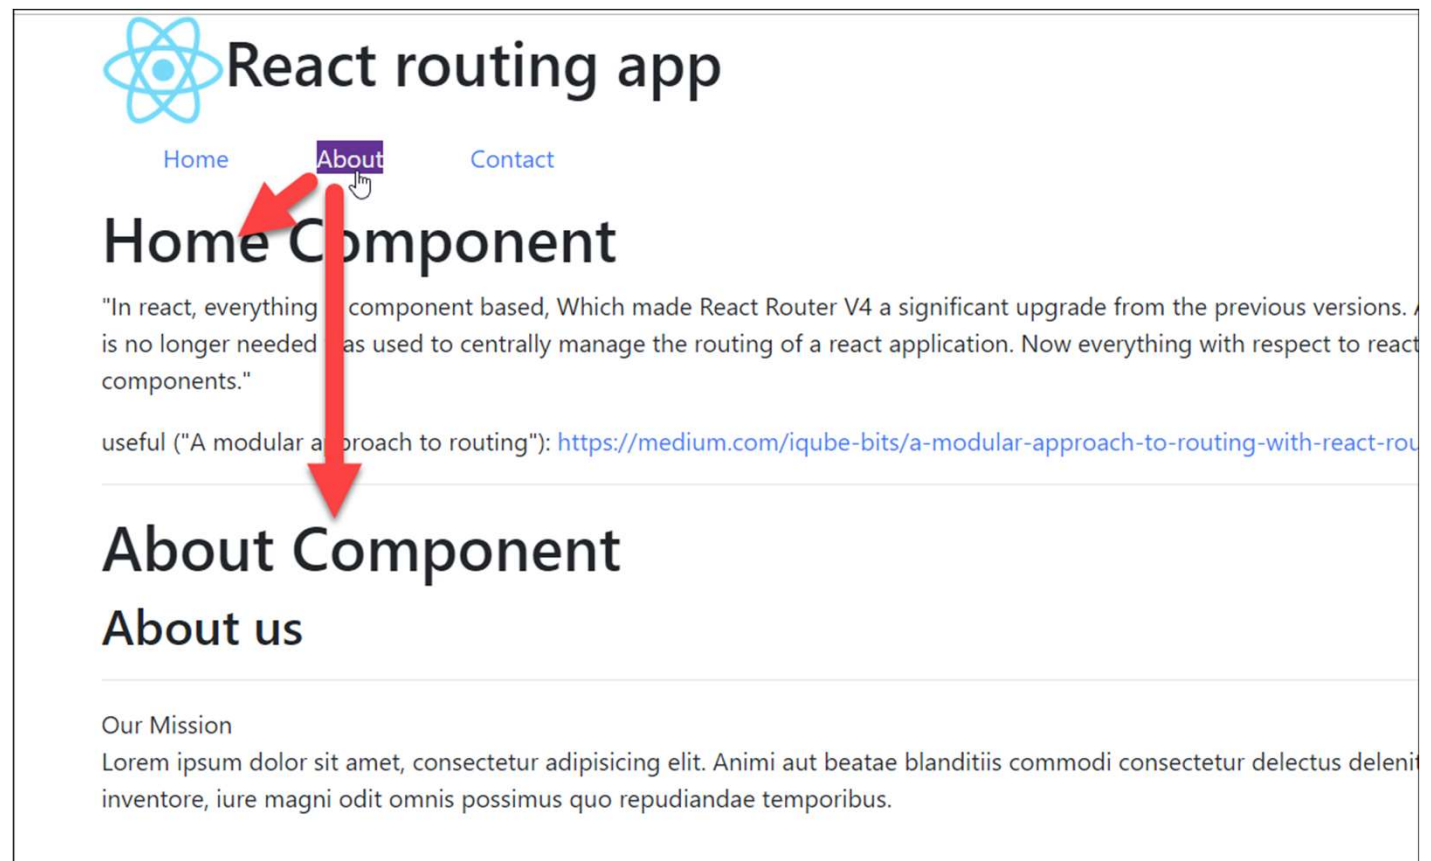 React routing app
Home About Contact
Home Component
"In react, everything component based, Which made React Router V4 a significant upgrade from the previous versions.
is no longer needed as used to centrally manage the routing of a react application. Now everything with respect to react
components."
useful ("A modular approach to routing"): https://medium.com/iqube-bits/a-modular-approach-to-routing-with-react-rou
About Component
About us
Our Mission
Lorem ipsum dolor sit amet, consectetur adipisicing elit. Animi aut beatae blanditiis commodi consectetur delectus delenit
inventore, iure magni odit omnis possimus quo repudiandae temporibus.